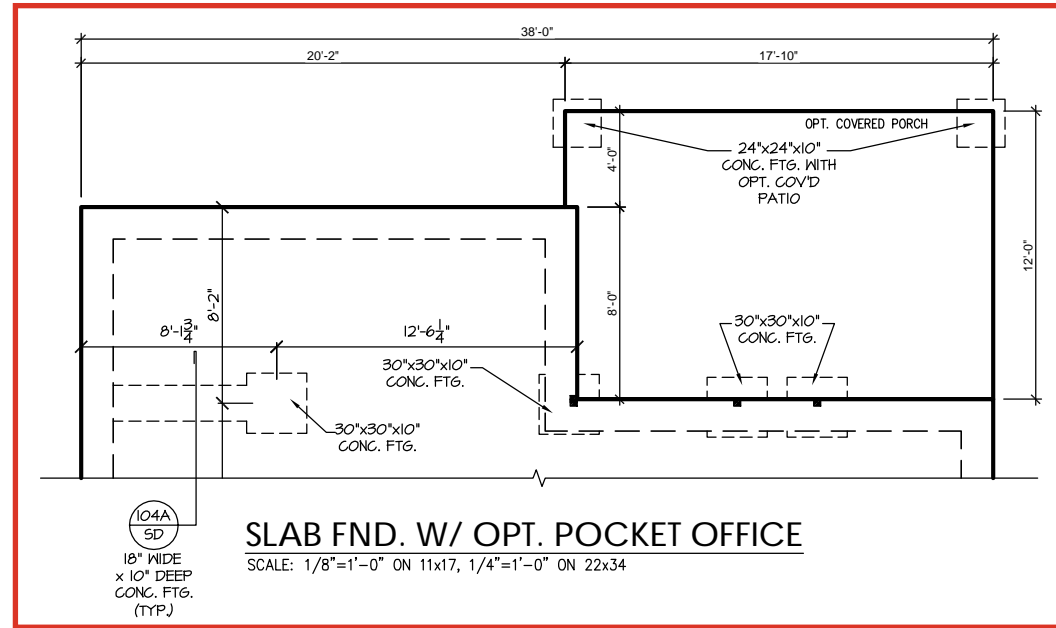 38'-0"
20'-2"
17'-10"
OPT. COVERED PORCH
24"x24"x10"
CONC. FTG. WITH
OPT. COV'D
PATIO
4'-0"
12'-0"
8'-0"
8'-2"
8'-1 3/4"
12'-6 1/4"
30"x30"x10"
CONC. FTG.
30"x30"x10"
CONC. FTG.
30"x30"x10"
CONC. FTG.
104A
SD
18" WIDE
x 10" DEEP
CONC. FTG.
(TYP.)
SLAB FND. W/ OPT. POCKET OFFICE
SCALE: 1/8"=1'-0" ON 11x17, 1/4"=1'-0" ON 22x34